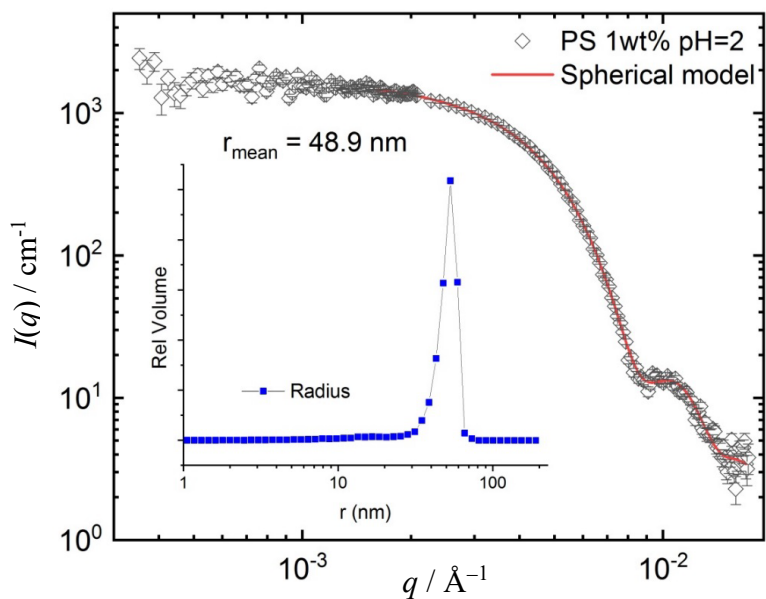 PS 1wt% pH=2
Spherical model
r_mean = 48.9 nm
10³
10²
10¹
10⁰
I(q) / cm⁻¹
Rel Volume
Radius
1 10 100
r (nm)
10⁻³ 10⁻²
q / Å⁻¹